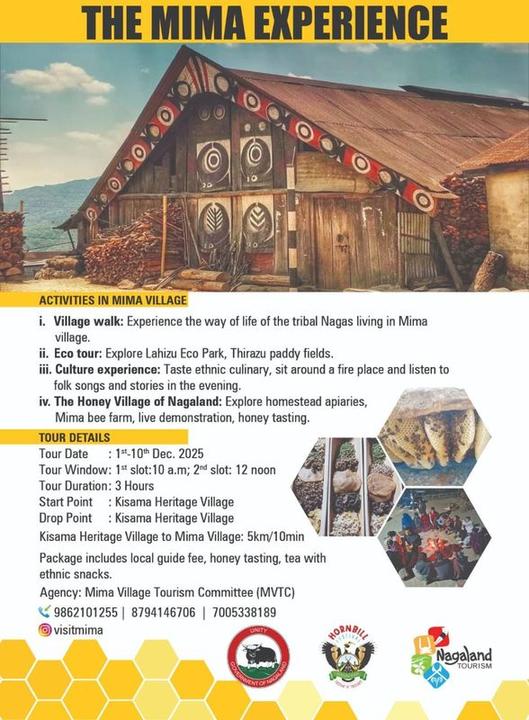 THE MIMA EXPERIENCE
ACTIVITIES IN MIMA VILLAGE
i. Village walk: Experience the way of life of the tribal Nagas living in Mima
village.
ii. Eco tour: Explore Lahizu Eco Park, Thirazu paddy fields.
iii. Culture experience: Taste ethnic culinary, sit around a fire place and listen to
folk songs and stories in the evening.
iv. The Honey Village of Nagaland: Explore homestead apiaries,
Mima bee farm, live demonstration, honey tasting.
TOUR DETAILS
Tour Date : 1st-10th Dec. 2025
Tour Window: 1st slot:10 a.m; 2nd slot: 12 noon
Tour Duration: 3 Hours
Start Point : Kisama Heritage Village
Drop Point : Kisama Heritage Village
Kisama Heritage Village to Mima Village: 5km/10min
Package includes local guide fee, honey tasting, tea with
ethnic snacks.
Agency: Mima Village Tourism Committee (MVTC)
9862101255 | 8794146706 | 7005338189
visitmima
UNITY
GOVERNMENT OF NAGALAND
HORNBILL
FESTIVAL
Nagaland
TOURISM